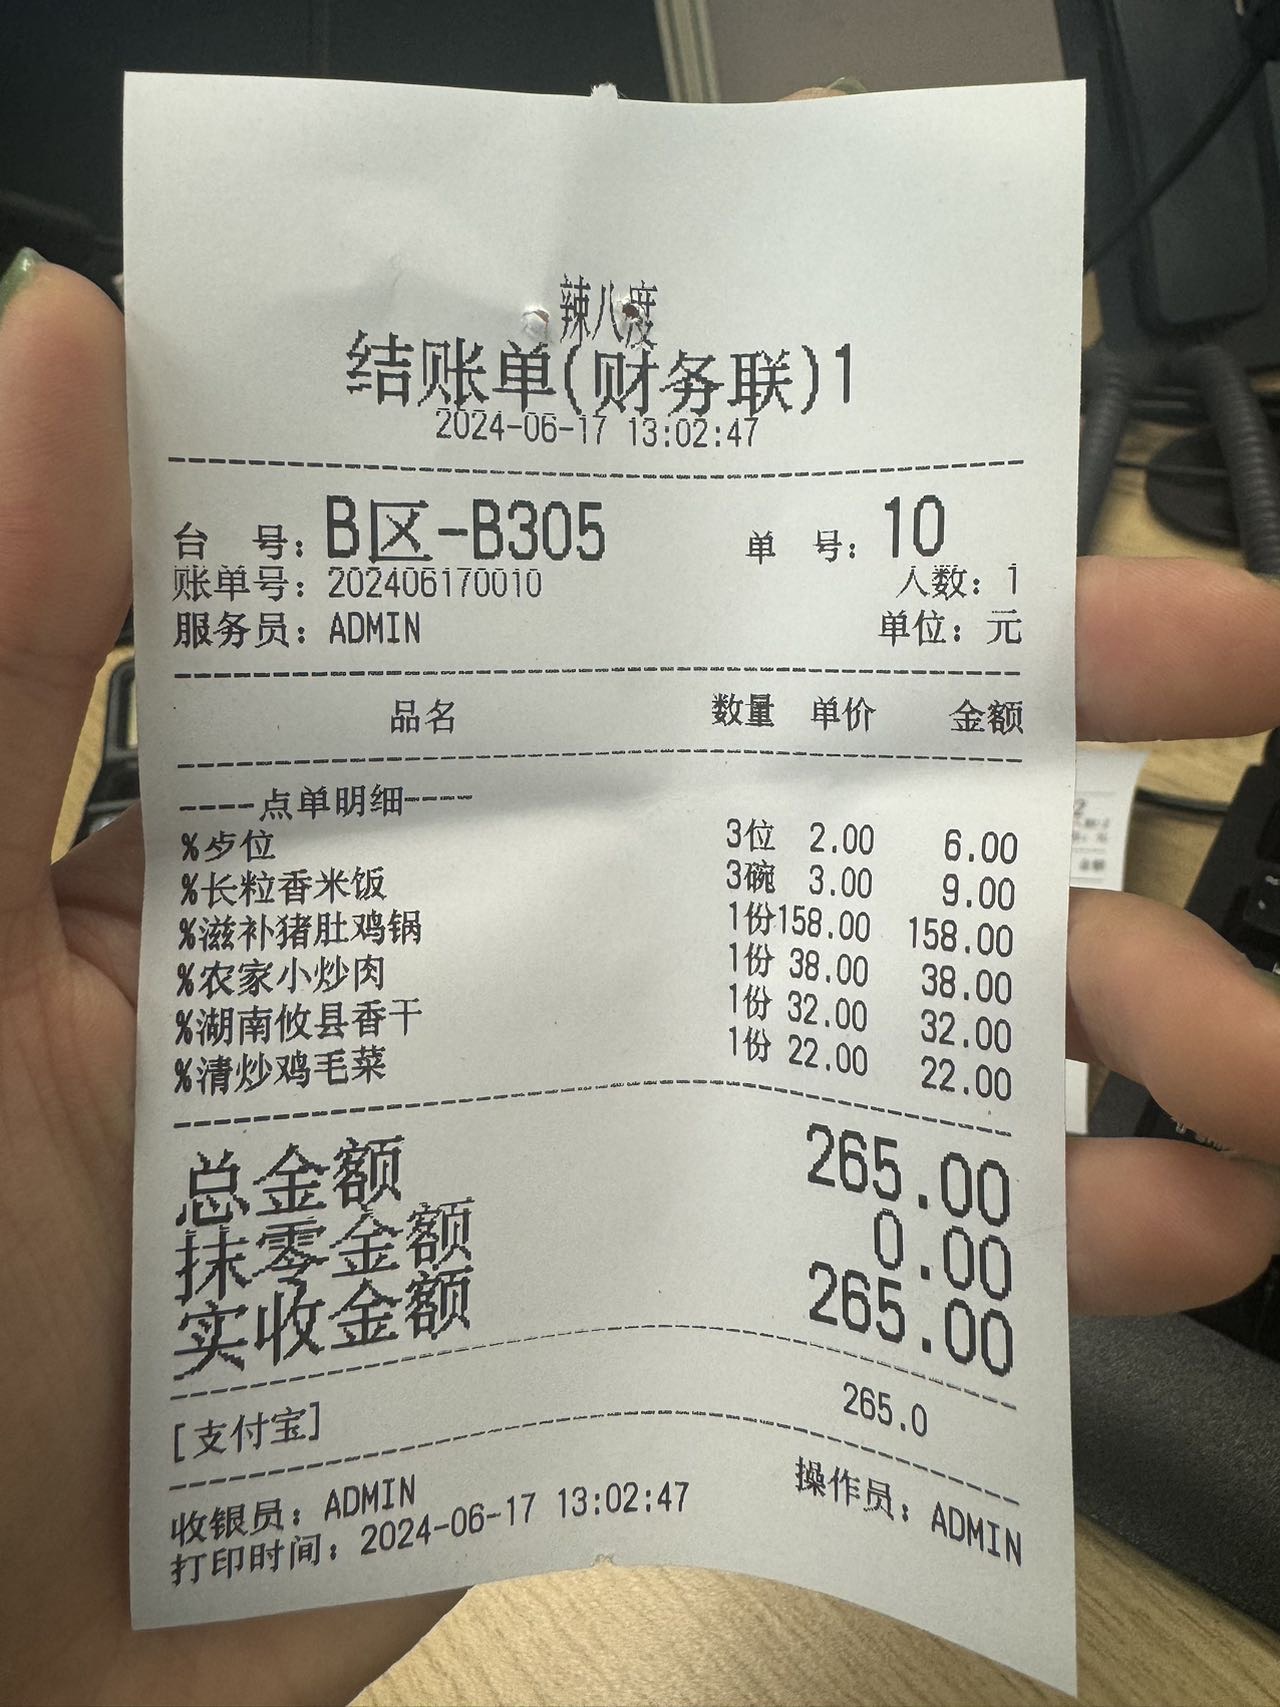 辣八度
结账单(财务联)1
2024-06-17 13:02:47
台 号: B区-B305 单 号: 10
账单号: 202406170010 人数: 1
服务员: ADMIN 单位: 元
品名 数量 单价 金额
----点单明细----
%歺位 3位 2.00 6.00
%长粒香米饭 3碗 3.00 9.00
%滋补猪肚鸡锅 1份 158.00 158.00
%农家小炒肉 1份 38.00 38.00
%湖南攸县香干 1份 32.00 32.00
%清炒鸡毛菜 1份 22.00 22.00
总金额 265.00
抹零金额 0.00
实收金额 265.00
[支付宝] 265.0
收银员: ADMIN 操作员: ADMIN
打印时间: 2024-06-17 13:02:47